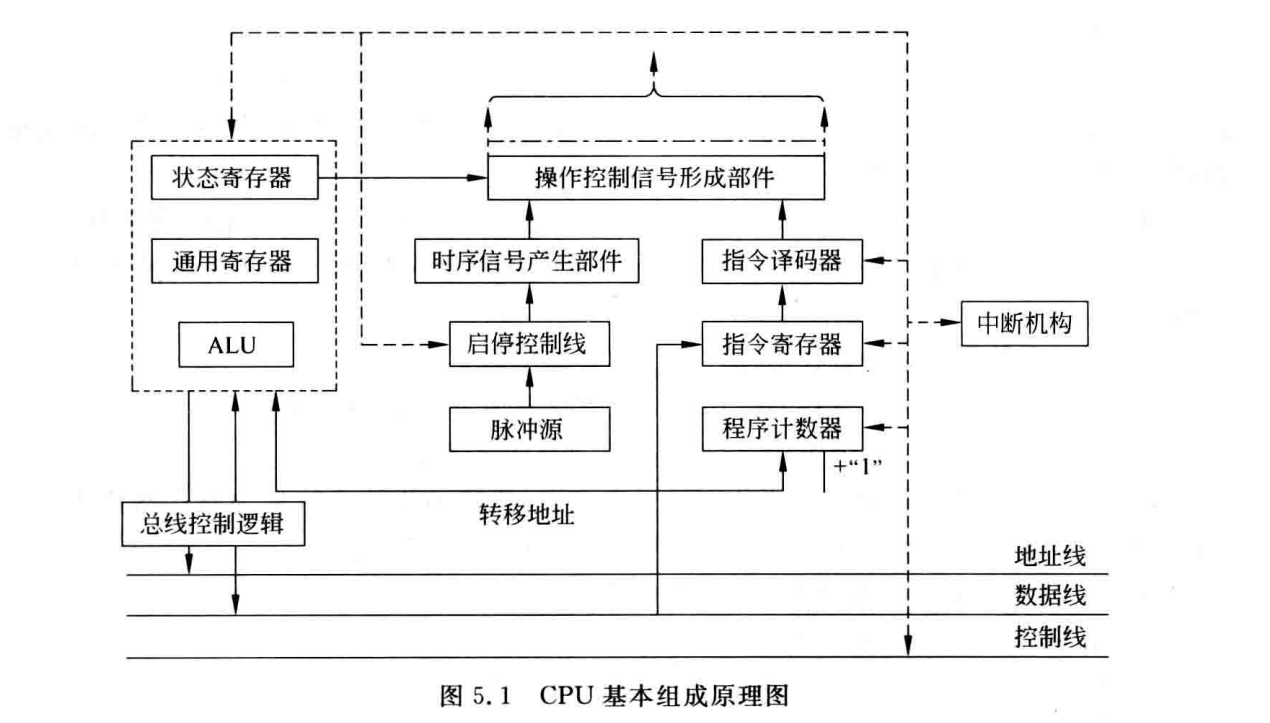 操作控制信号形成部件
状态寄存器
通用寄存器
时序信号产生部件
指令译码器
ALU
启停控制线
指令寄存器
中断机构
脉冲源
程序计数器
+“1”
转移地址
总线控制逻辑
地址线
数据线
控制线
图 5.1 CPU 基本组成原理图